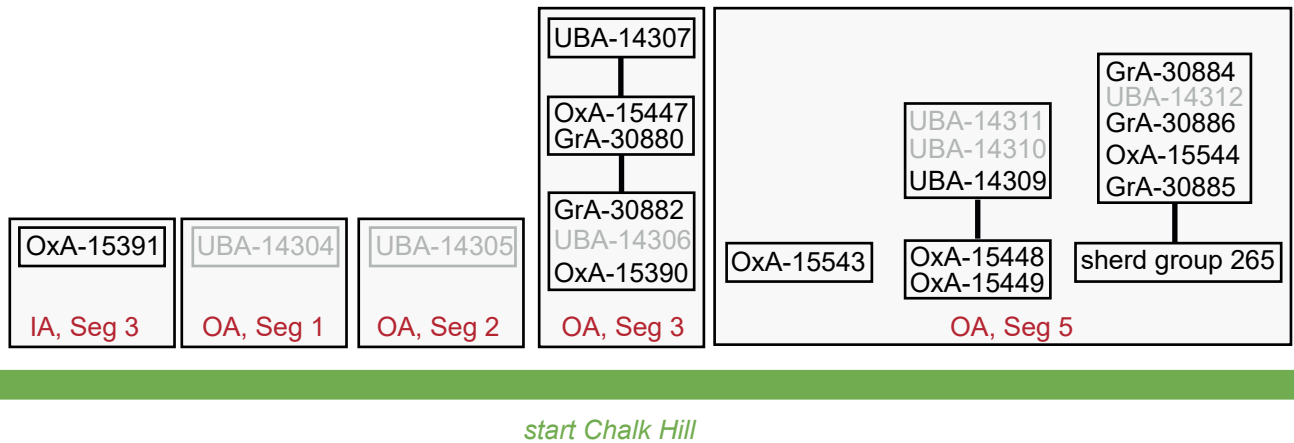 OxA-15391
IA, Seg 3
UBA-14304
OA, Seg 1
UBA-14305
OA, Seg 2
UBA-14307
OxA-15447
GrA-30880
GrA-30882
UBA-14306
OxA-15390
OA, Seg 3
OxA-15543
UBA-14311
UBA-14310
UBA-14309
OxA-15448
OxA-15449
GrA-30884
UBA-14312
GrA-30886
OxA-15544
GrA-30885
sherd group 265
OA, Seg 5
start Chalk Hill